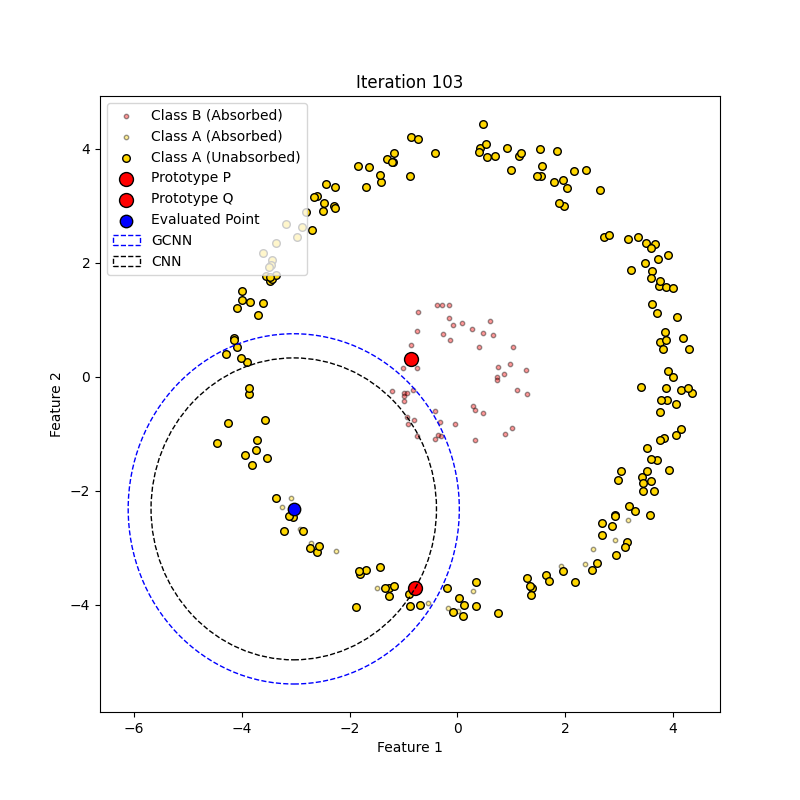 Iteration 103
Class B (Absorbed)
Class A (Absorbed)
Class A (Unabsorbed)
Prototype P
Prototype Q
Evaluated Point
GCNN
CNN
4
2
0
−2
−4
Feature 2
−6 −4 −2 0 2 4
Feature 1